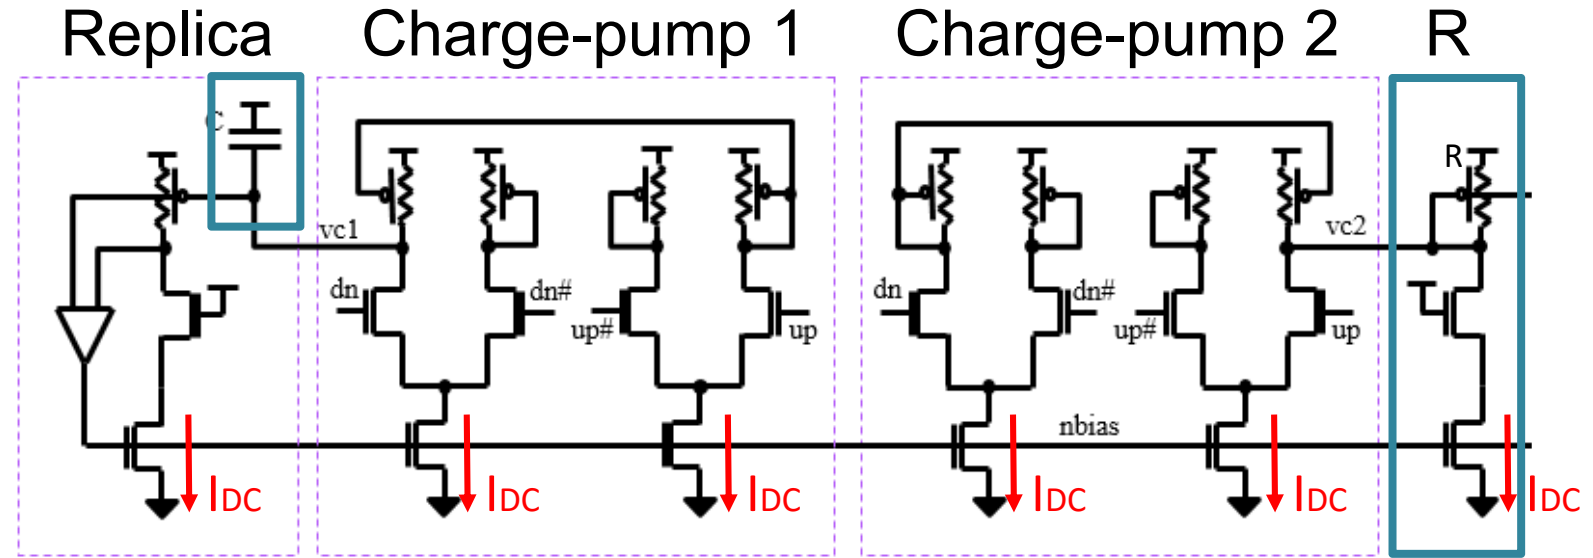 Replica
Charge-pump 1
Charge-pump 2
R
C
R
vc1
vc2
dn
dn#
up#
up
dn
dn#
up#
up
nbias
IDC
IDC
IDC
IDC
IDC
IDC